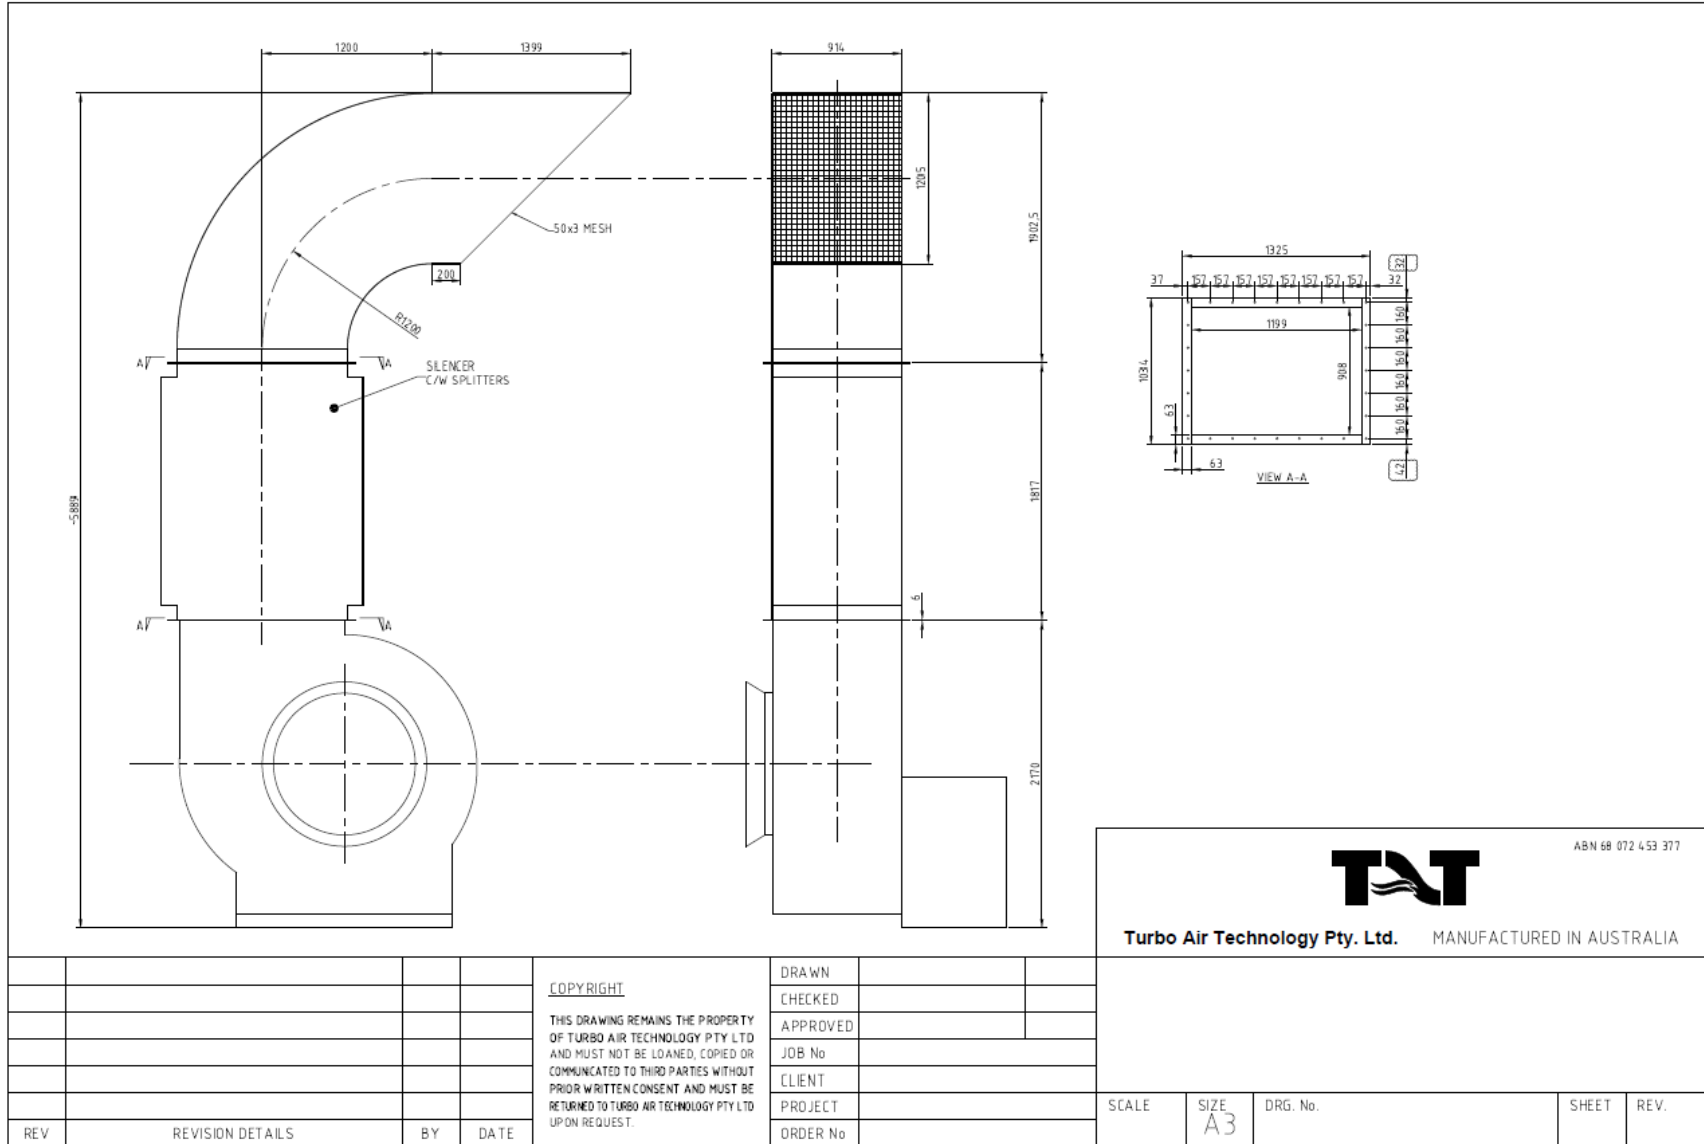 1200
1399
914
1205
1902,5
50x3 MESH
200
R1200
A
A
SILENCER
C/W SPLITTERS
~5889
A
A
1817
6
2170
1325
37
157
157
157
157
157
157
157
157
32
32
1199
1034
908
160
160
160
160
160
160
63
63
42
VIEW A-A
ABN 68 072 453 377
TAT
Turbo Air Technology Pty. Ltd.
MANUFACTURED IN AUSTRALIA
COPYRIGHT
THIS DRAWING REMAINS THE PROPERTY
OF TURBO AIR TECHNOLOGY PTY LTD
AND MUST NOT BE LOANED, COPIED OR
COMMUNICATED TO THIRD PARTIES WITHOUT
PRIOR WRITTEN CONSENT AND MUST BE
RETURNED TO TURBO AIR TECHNOLOGY PTY LTD
UPON REQUEST.
DRAWN
CHECKED
APPROVED
JOB No
CLIENT
PROJECT
ORDER No
REV
REVISION DETAILS
BY
DATE
SCALE
SIZE
A3
DRG. No.
SHEET
REV.